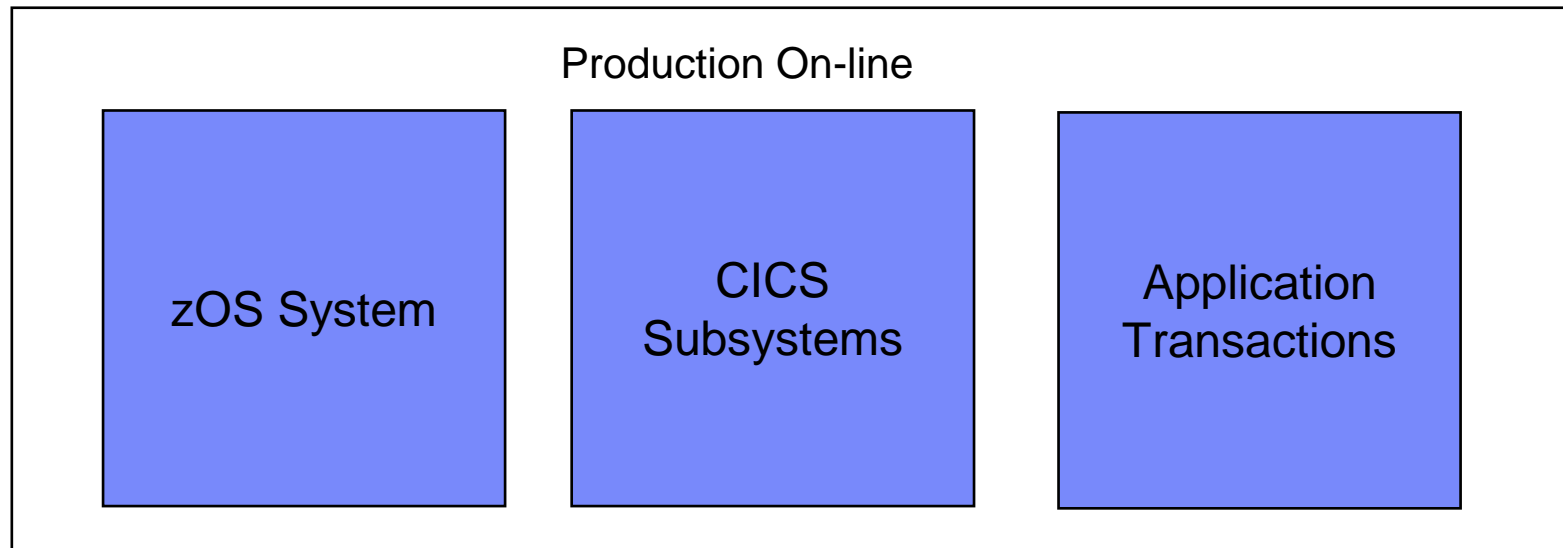 Production On-line
zOS System
CICS
Subsystems
Application
Transactions